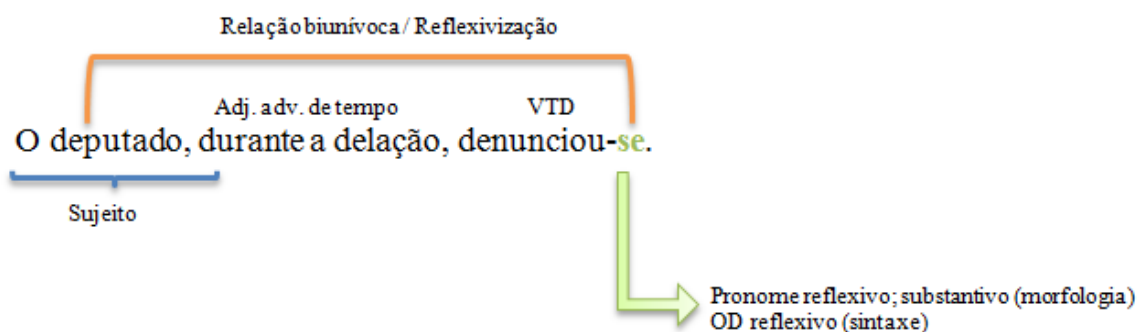 Relação biunívoca / Reflexivização
Adj. adv. de tempo VTD
O deputado, durante a delação, denunciou-se.
Sujeito
Pronome reflexivo; substantivo (morfologia)
OD reflexivo (sintaxe)